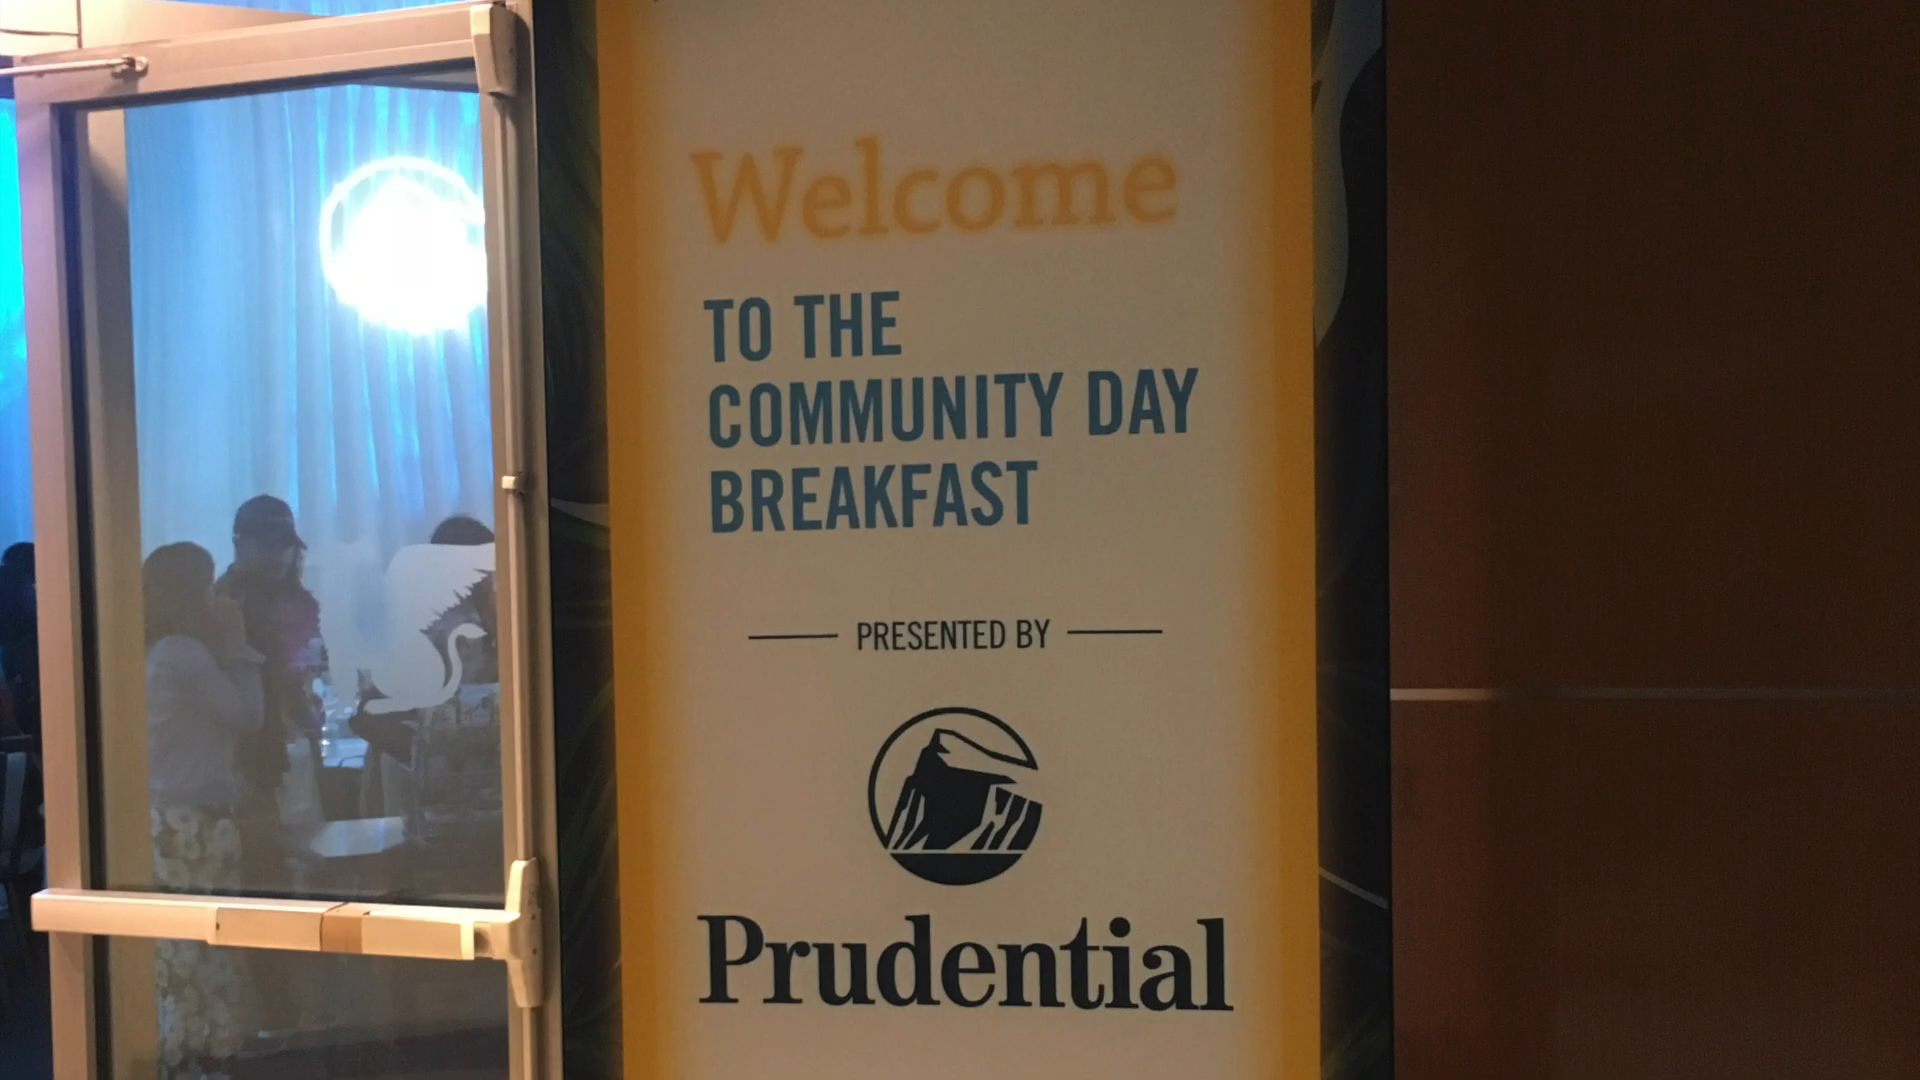 Welcome
TO THE
COMMUNITY DAY
BREAKFAST
PRESENTED BY
Prudential